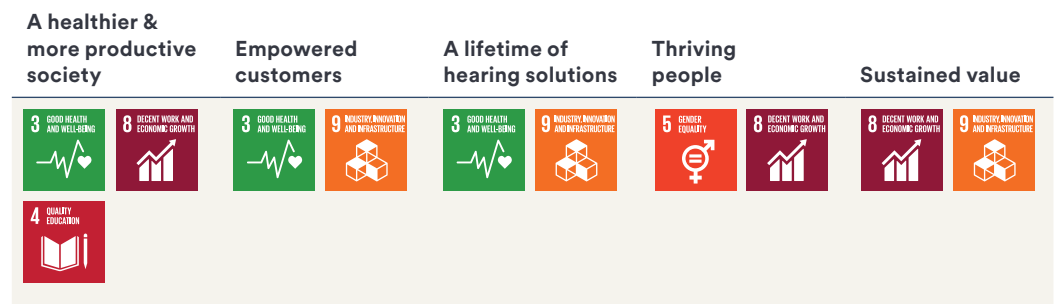 A healthier &
more productive
society
Empowered
customers
A lifetime of
hearing solutions
Thriving
people
Sustained value
3 GOOD HEALTH
AND WELL-BEING
8 DECENT WORK AND
ECONOMIC GROWTH
3 GOOD HEALTH
AND WELL-BEING
9 INDUSTRY, INNOVATION
AND INFRASTRUCTURE
3 GOOD HEALTH
AND WELL-BEING
9 INDUSTRY, INNOVATION
AND INFRASTRUCTURE
5 GENDER
EQUALITY
8 DECENT WORK AND
ECONOMIC GROWTH
8 DECENT WORK AND
ECONOMIC GROWTH
9 INDUSTRY, INNOVATION
AND INFRASTRUCTURE
4 QUALITY
EDUCATION